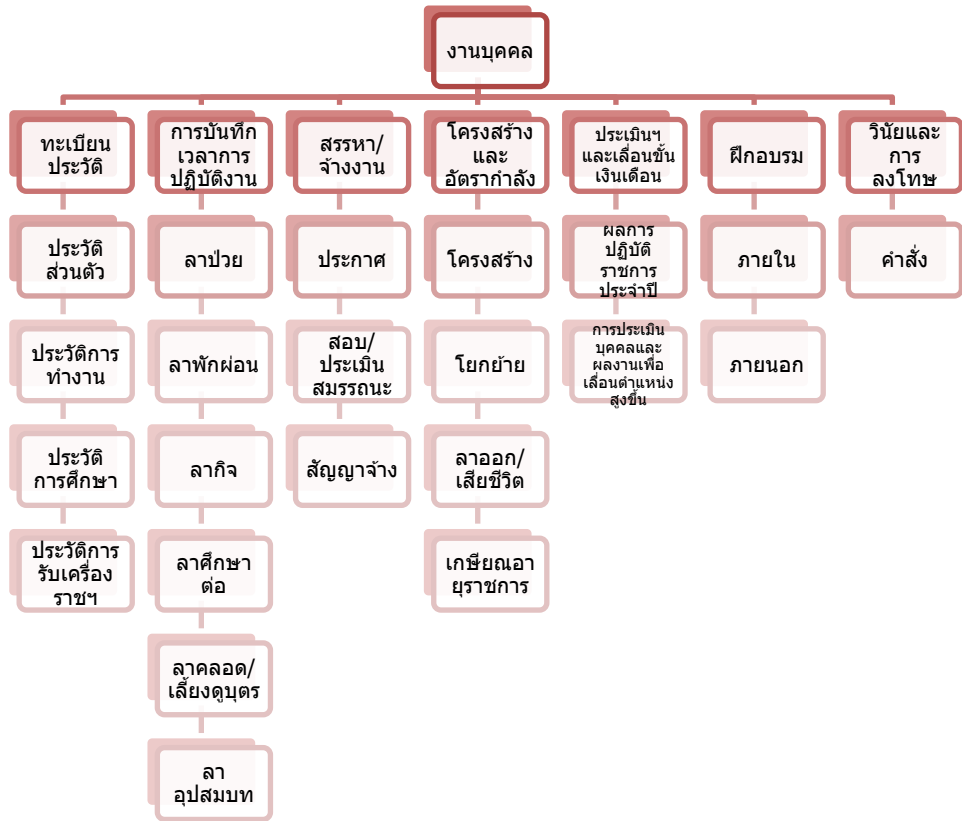 งานบุคคล
ทะเบียน
ประวัติ
การบันทึก
เวลาการ
ปฏิบัติงาน
สรรหา/
จ้างงาน
โครงสร้าง
และ
อัตรากำลัง
ประเมินฯ
และเลื่อนขั้น
เงินเดือน
ฝึกอบรม
วินัยและ
การ
ลงโทษ
ประวัติ
ส่วนตัว
ลาป่วย
ประกาศ
โครงสร้าง
ผลการ
ปฏิบัติ
ราชการ
ประจำปี
ภายใน
คำสั่ง
ประวัติการ
ทำงาน
ลาพักผ่อน
สอบ/
ประเมิน
สมรรถนะ
โยกย้าย
การประเมิน
บุคคลและ
ผลงานเพื่อ
เลื่อนตำแหน่ง
สูงขึ้น
ภายนอก
ประวัติ
การศึกษา
ลากิจ
สัญญาจ้าง
ลาออก/
เสียชีวิต
ประวัติการ
รับเครื่อง
ราชฯ
ลาศึกษา
ต่อ
เกษียณอา
ยุราชการ
ลาคลอด/
เลี้ยงดูบุตร
ลา
อุปสมบท